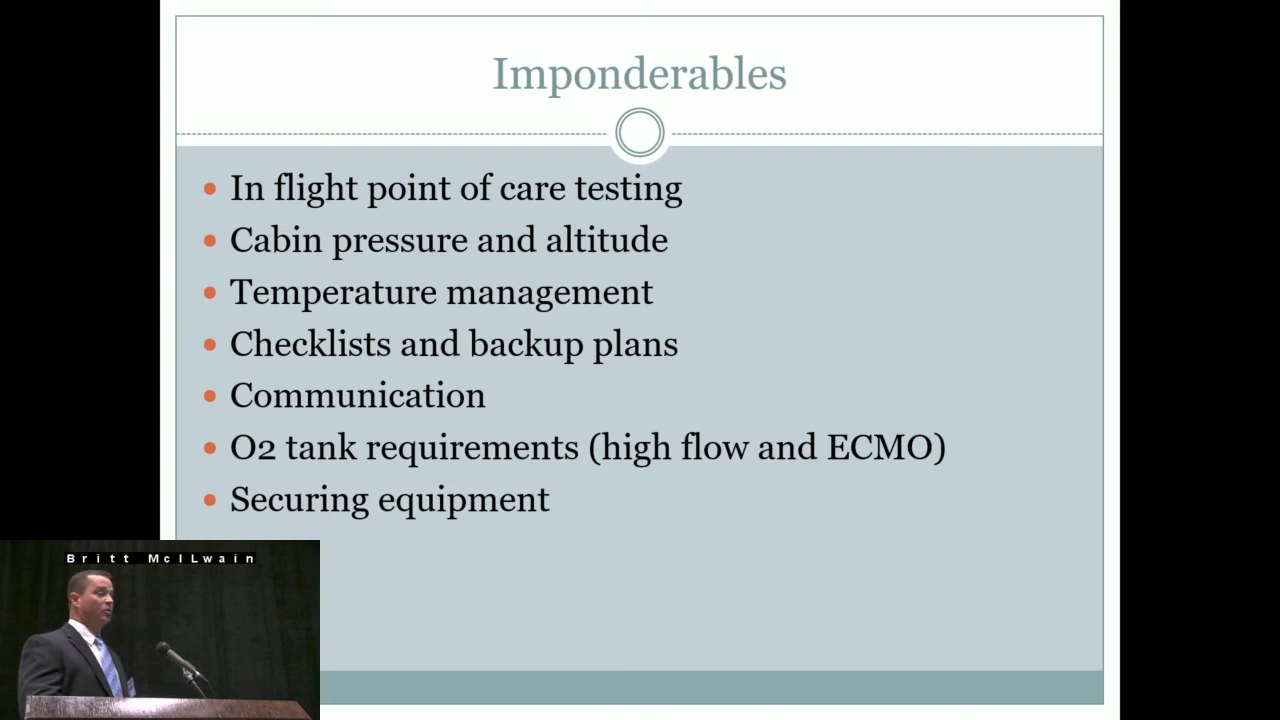 Imponderables
In flight point of care testing
Cabin pressure and altitude
Temperature management
Checklists and backup plans
Communication
O2 tank requirements (high flow and ECMO)
Securing equipment
Britt McILwain